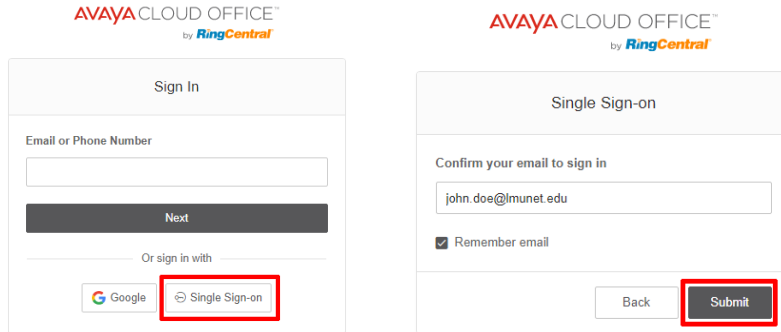 AVAYA CLOUD OFFICE™
by RingCentral®
Sign In
Email or Phone Number
Next
Or sign in with
Google
Single Sign-on
AVAYA CLOUD OFFICE™
by RingCentral®
Single Sign-on
Confirm your email to sign in
john.doe@lmunet.edu
Remember email
Back
Submit